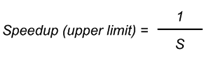 Speedup (upper limit) = 1
S